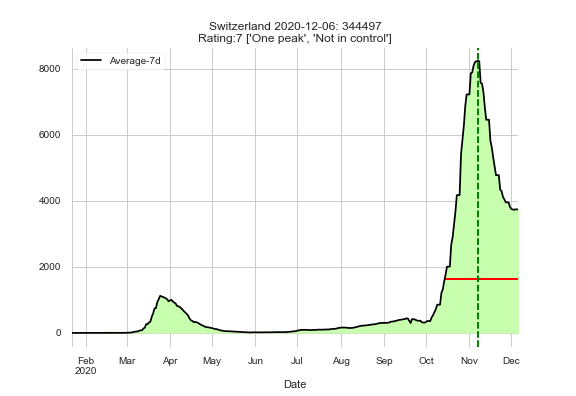 Switzerland 2020-12-06: 344497
Rating:7 ['One peak', 'Not in control']
Average-7d
8000
6000
4000
2000
0
Feb Mar Apr May Jun Jul Aug Sep Oct Nov Dec
2020
Date